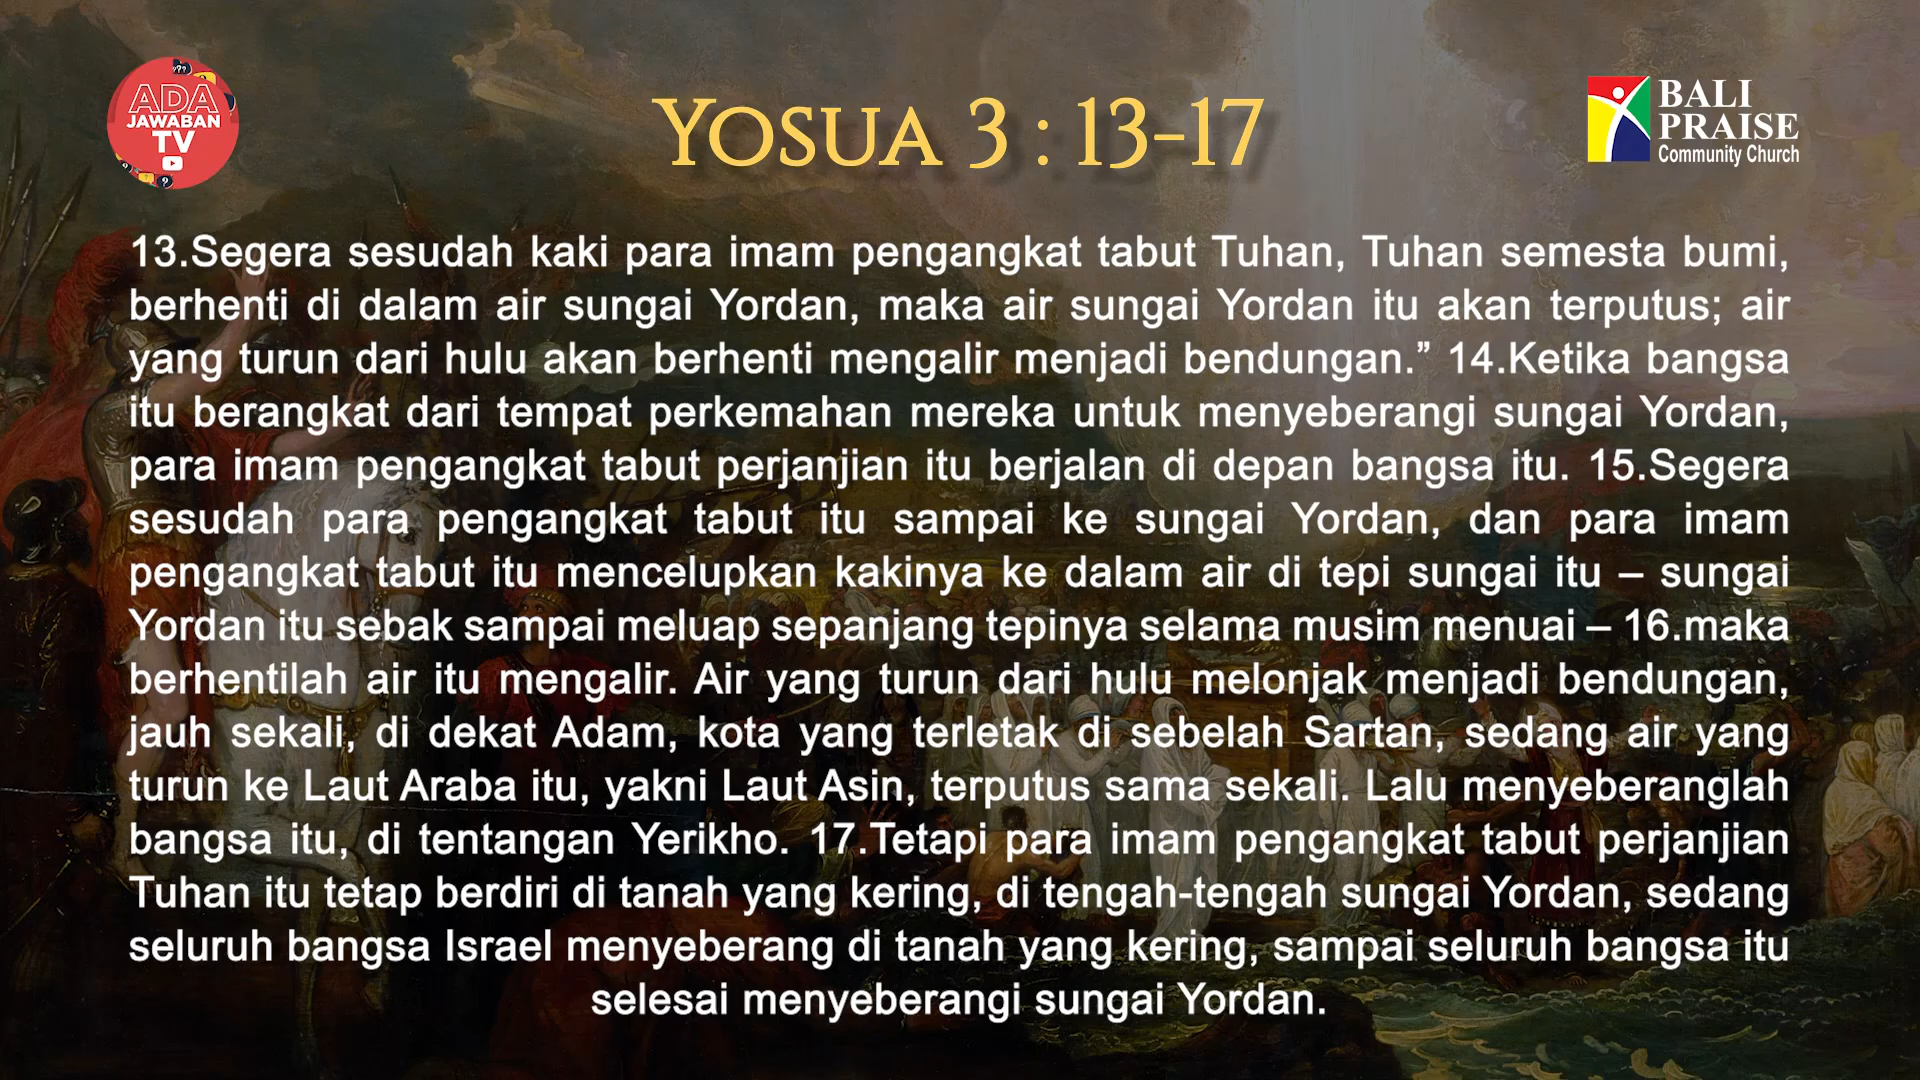 ADA
JAWABAN
TV
YOSUA 3 : 13-17
BALI
PRAISE
Community Church
13.Segera sesudah kaki para imam pengangkat tabut Tuhan, Tuhan semesta bumi,
berhenti di dalam air sungai Yordan, maka air sungai Yordan itu akan terputus; air
yang turun dari hulu akan berhenti mengalir menjadi bendungan.” 14.Ketika bangsa
itu berangkat dari tempat perkemahan mereka untuk menyeberangi sungai Yordan,
para imam pengangkat tabut perjanjian itu berjalan di depan bangsa itu. 15.Segera
sesudah para pengangkat tabut itu sampai ke sungai Yordan, dan para imam
pengangkat tabut itu mencelupkan kakinya ke dalam air di tepi sungai itu – sungai
Yordan itu sebak sampai meluap sepanjang tepinya selama musim menuai – 16.maka
berhentilah air itu mengalir. Air yang turun dari hulu melonjak menjadi bendungan,
jauh sekali, di dekat Adam, kota yang terletak di sebelah Sartan, sedang air yang
turun ke Laut Araba itu, yakni Laut Asin, terputus sama sekali. Lalu menyeberanglah
bangsa itu, di tentangan Yerikho. 17.Tetapi para imam pengangkat tabut perjanjian
Tuhan itu tetap berdiri di tanah yang kering, di tengah-tengah sungai Yordan, sedang
seluruh bangsa Israel menyeberang di tanah yang kering, sampai seluruh bangsa itu
selesai menyeberangi sungai Yordan.